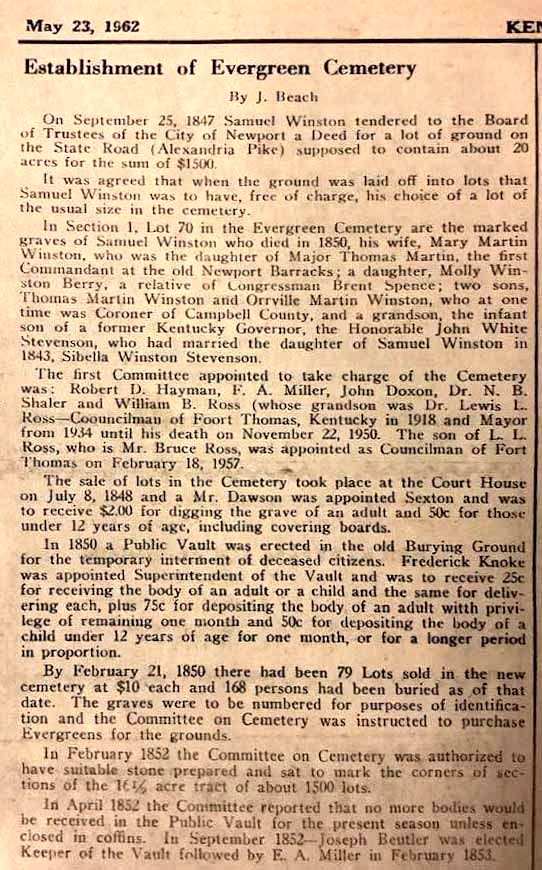 May 23, 1962
KEN
Establishment of Evergreen Cemetery
By J. Beach
On September 25, 1847 Samuel Winston tendered to the Board
of Trustees of the City of Newport a Deed for a lot of ground on
the State Road (Alexandria Pike) supposed to contain about 20
acres for the sum of $1500.
It was agreed that when the ground was laid off into lots that
Samuel Winston was to have, free of charge, his choice of a lot of
the usual size in the cemetery.
In Section 1, Lot 70 in the Evergreen Cemetery are the marked
graves of Samuel Winston who died in 1850, his wife, Mary Martin
Winston, who was the daughter of Major Thomas Martin, the first
Commandant at the old Newport Barracks; a daughter, Molly Win-
ston Berry, a relative of Congressman Brent Spence; two sons,
Thomas Martin Winston and Orrville Martin Winston, who at one
time was Coroner of Campbell County, and a grandson, the infant
son of a former Kentucky Governor, the Honorable John White
Stevenson, who had married the daughter of Samuel Winston in
1843, Sibella Winston Stevenson.
The first Committee appointed to take charge of the Cemetery
was: Robert D. Hayman, F. A. Miller, John Doxon, Dr. N. B.
Shaler and William B. Ross (whose grandson was Dr. Lewis L.
Ross—Coouncilman of Foort Thomas, Kentucky in 1918 and Mayor
from 1934 until his death on November 22, 1950. The son of L. L.
Ross, who is Mr. Bruce Ross, was appointed as Councilman of Fort
Thomas on February 18, 1957.
The sale of lots in the Cemetery took place at the Court House
on July 8, 1848 and a Mr. Dawson was appointed Sexton and was
to receive $2.00 for digging the grave of an adult and 50c for those
under 12 years of age, including covering boards.
In 1850 a Public Vault was erected in the old Burying Ground
for the temporary interment of deceased citizens. Frederick Knoke
was appointed Superintendent of the Vault and was to receive 25c
for receiving the body of an adult or a child and the same for deliv-
ering each, plus 75c for depositing the body of an adult witth privi-
lege of remaining one month and 50c for depositing the body of a
child under 12 years of age for one month, or for a longer period
in proportion.
By February 21, 1850 there had been 79 Lots sold in the new
cemetery at $10 each and 168 persons had been buried as of that
date. The graves were to be numbered for purposes of identifica-
tion and the Committee on Cemetery was instructed to purchase
Evergreens for the grounds.
In February 1852 the Committee on Cemetery was authorized to
have suitable stone prepared and sat to mark the corners of sec-
tions of the 16½ acre tract of about 1500 lots.
In April 1852 the Committee reported that no more bodies would
be received in the Public Vault for the present season unless en-
closed in coffins. In September 1852—Joseph Beutler was elected
Keeper of the Vault followed by E. A. Miller in February 1853.